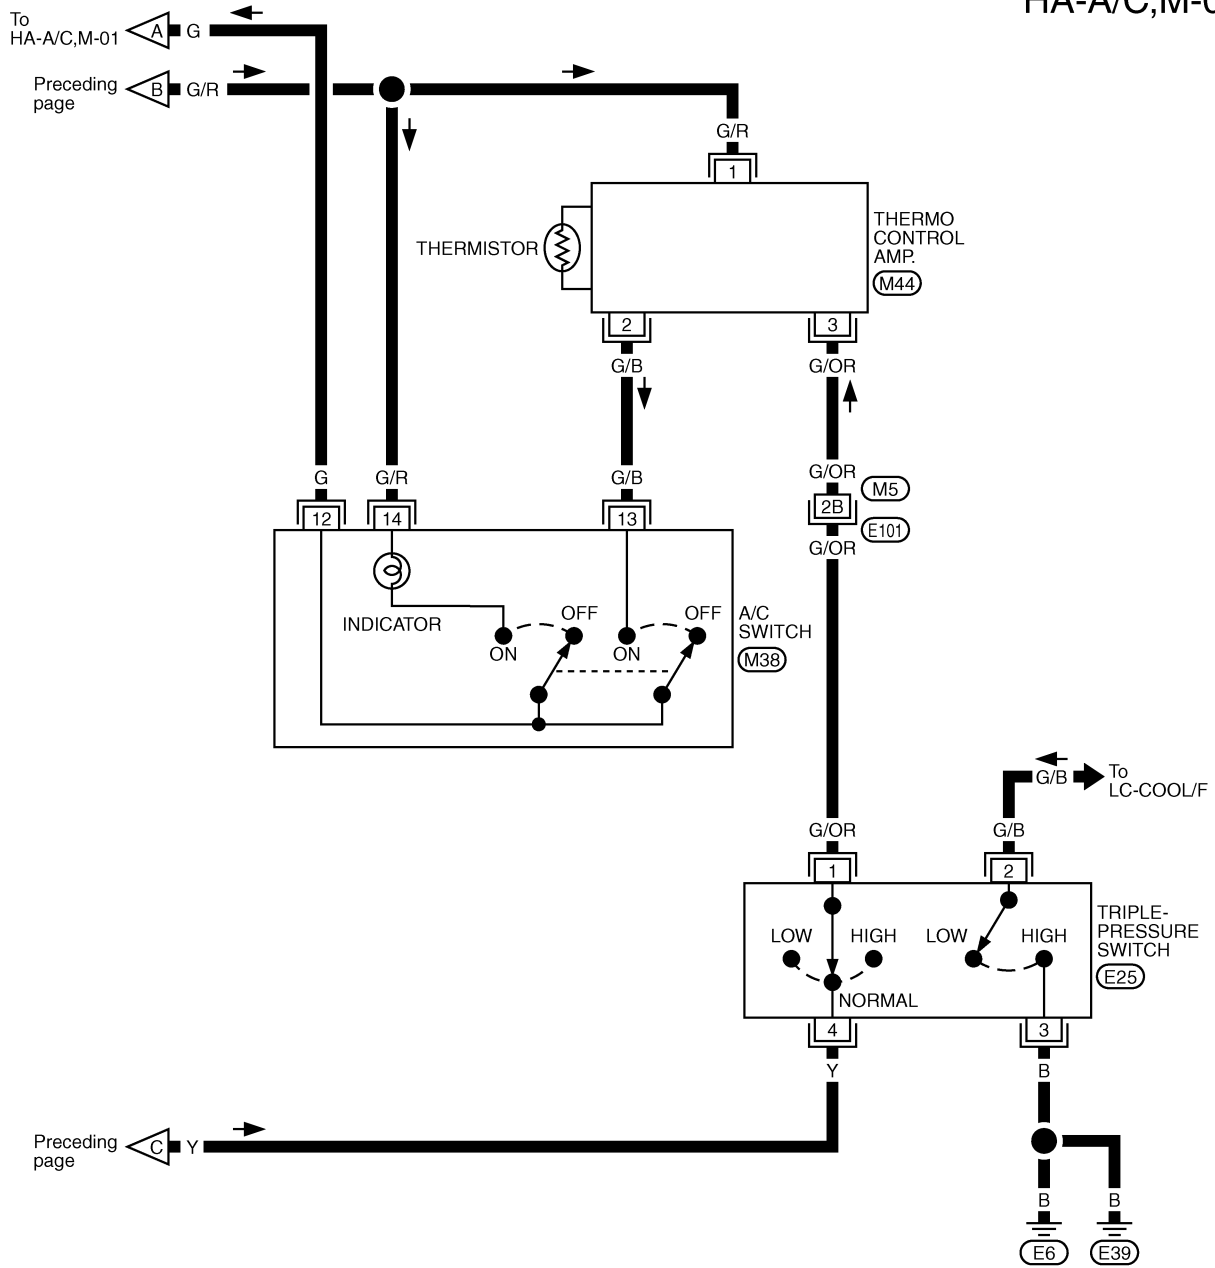 HA-A/C,M-0
To
HA-A/C,M-01
A
G
Preceding
page
B
G/R
G/R
1
THERMISTOR
THERMO
CONTROL
AMP.
M44
2
3
G/B
G/OR
G
G/R
G/B
G/OR
M5
12
14
13
2B
E101
G/OR
INDICATOR
OFF
ON
OFF
ON
A/C
SWITCH
M38
G/B
To
LC-COOL/F
G/OR
G/B
1
2
LOW
HIGH
NORMAL
LOW
HIGH
TRIPLE-
PRESSURE
SWITCH
E25
4
3
Y
B
Preceding
page
C
Y
B
B
E6
E39